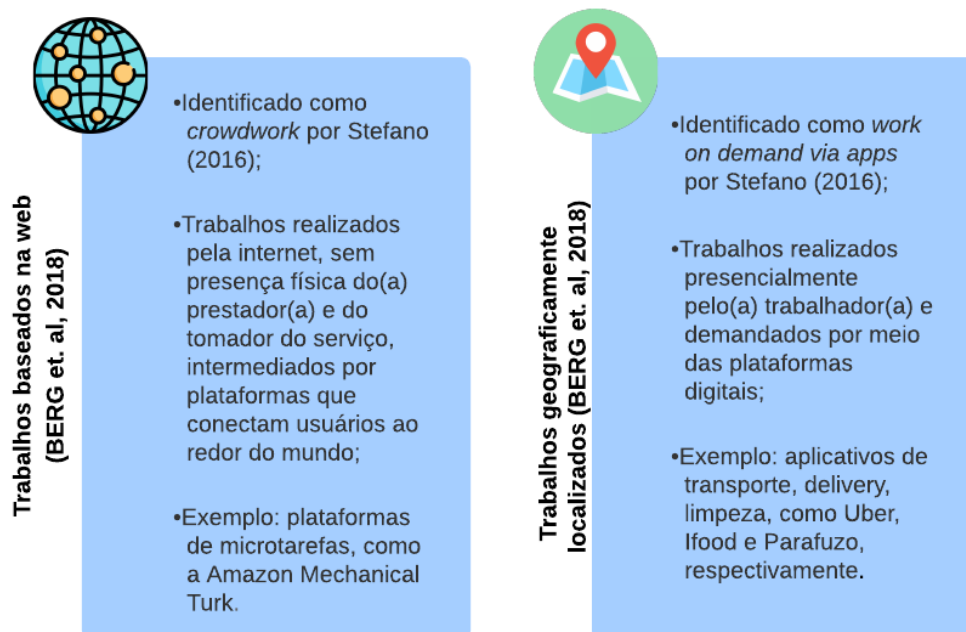 Trabalhos baseados na web
(BERG et. al, 2018)
•Identificado como
crowdwork por Stefano
(2016);
•Trabalhos realizados
pela internet, sem
presença física do(a)
prestador(a) e do
tomador do serviço,
intermediados por
plataformas que
conectam usuários ao
redor do mundo;
•Exemplo: plataformas
de microtarefas, como
a Amazon Mechanical
Turk.
Trabalhos geograficamente
localizados (BERG et. al, 2018)
•Identificado como work
on demand via apps
por Stefano (2016);
•Trabalhos realizados
presencialmente
pelo(a) trabalhador(a) e
demandados por meio
das plataformas
digitais;
•Exemplo: aplicativos de
transporte, delivery,
limpeza, como Uber,
Ifood e Parafuzo,
respectivamente.